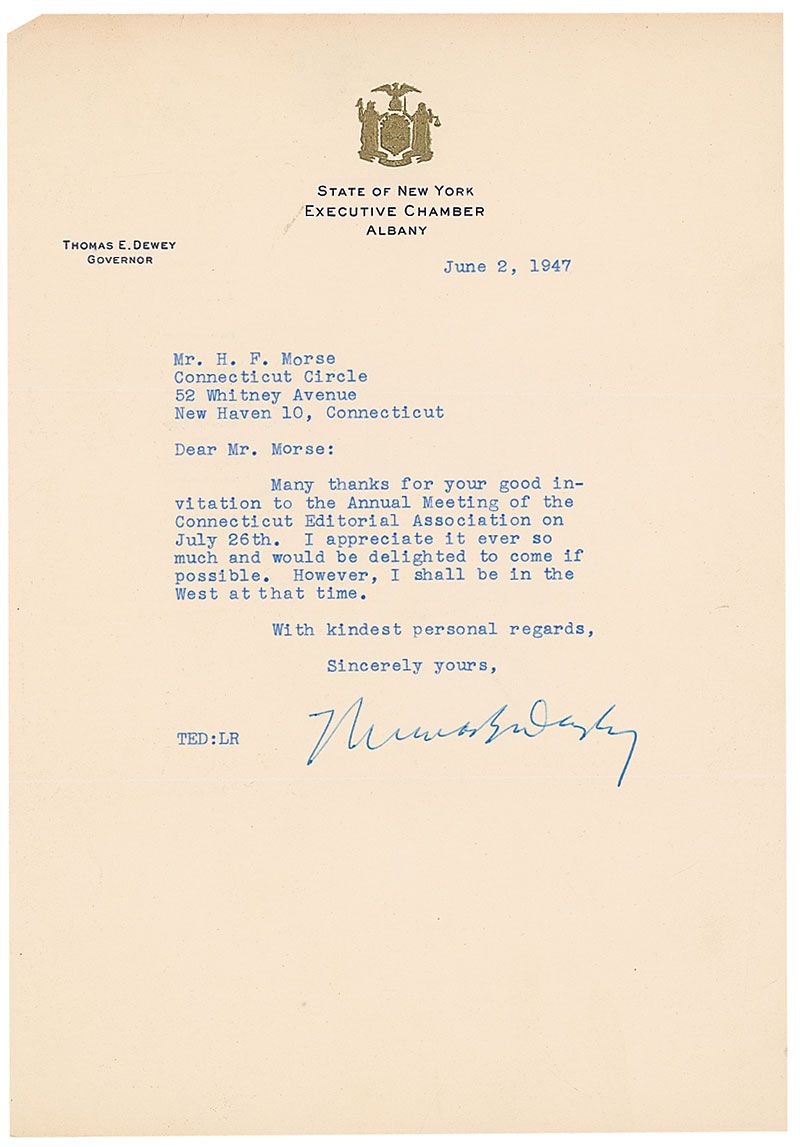 STATE OF NEW YORK
EXECUTIVE CHAMBER
ALBANY
THOMAS E. DEWEY
GOVERNOR
June 2, 1947
Mr. H. F. Morse
Connecticut Circle
52 Whitney Avenue
New Haven 10, Connecticut
Dear Mr. Morse:
Many thanks for your good in-
vitation to the Annual Meeting of the
Connecticut Editorial Association on
July 26th. I appreciate it ever so
much and would be delighted to come if
possible. However, I shall be in the
West at that time.
With kindest personal regards,
Sincerely yours,
Thomas E. Dewey
TED:LR